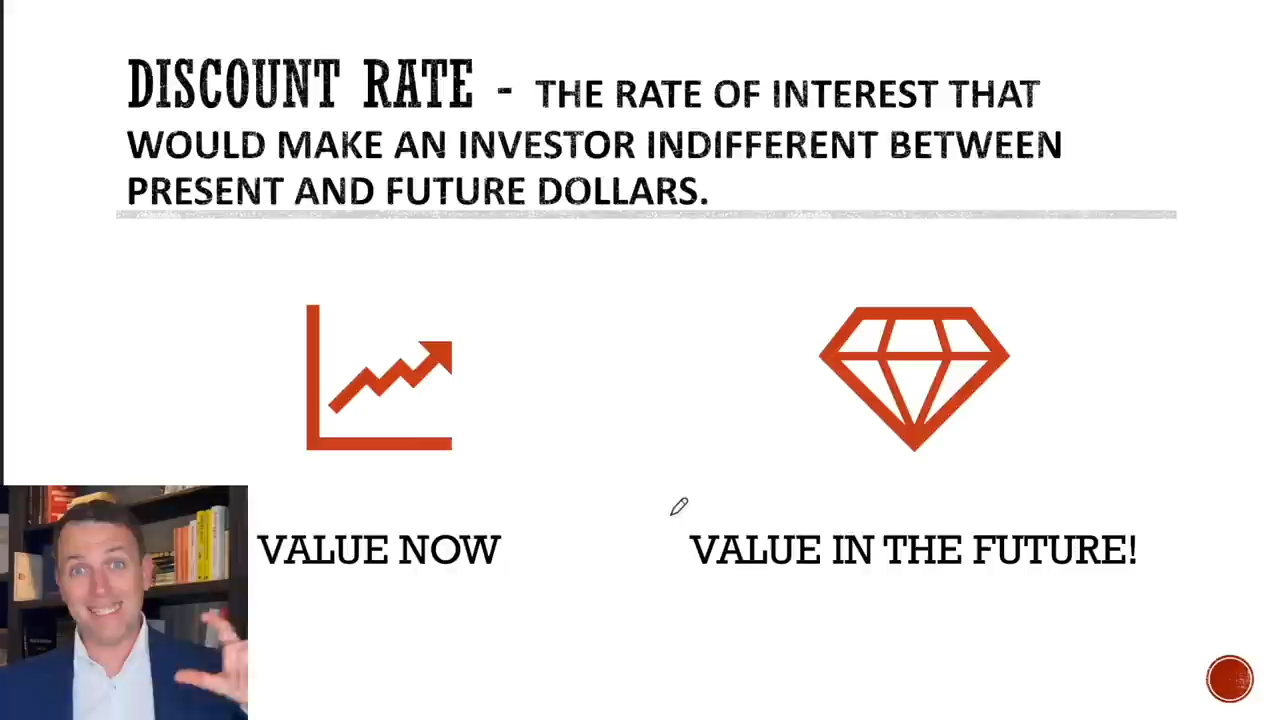 DISCOUNT RATE - THE RATE OF INTEREST THAT
WOULD MAKE AN INVESTOR INDIFFERENT BETWEEN
PRESENT AND FUTURE DOLLARS.
VALUE NOW
VALUE IN THE FUTURE!